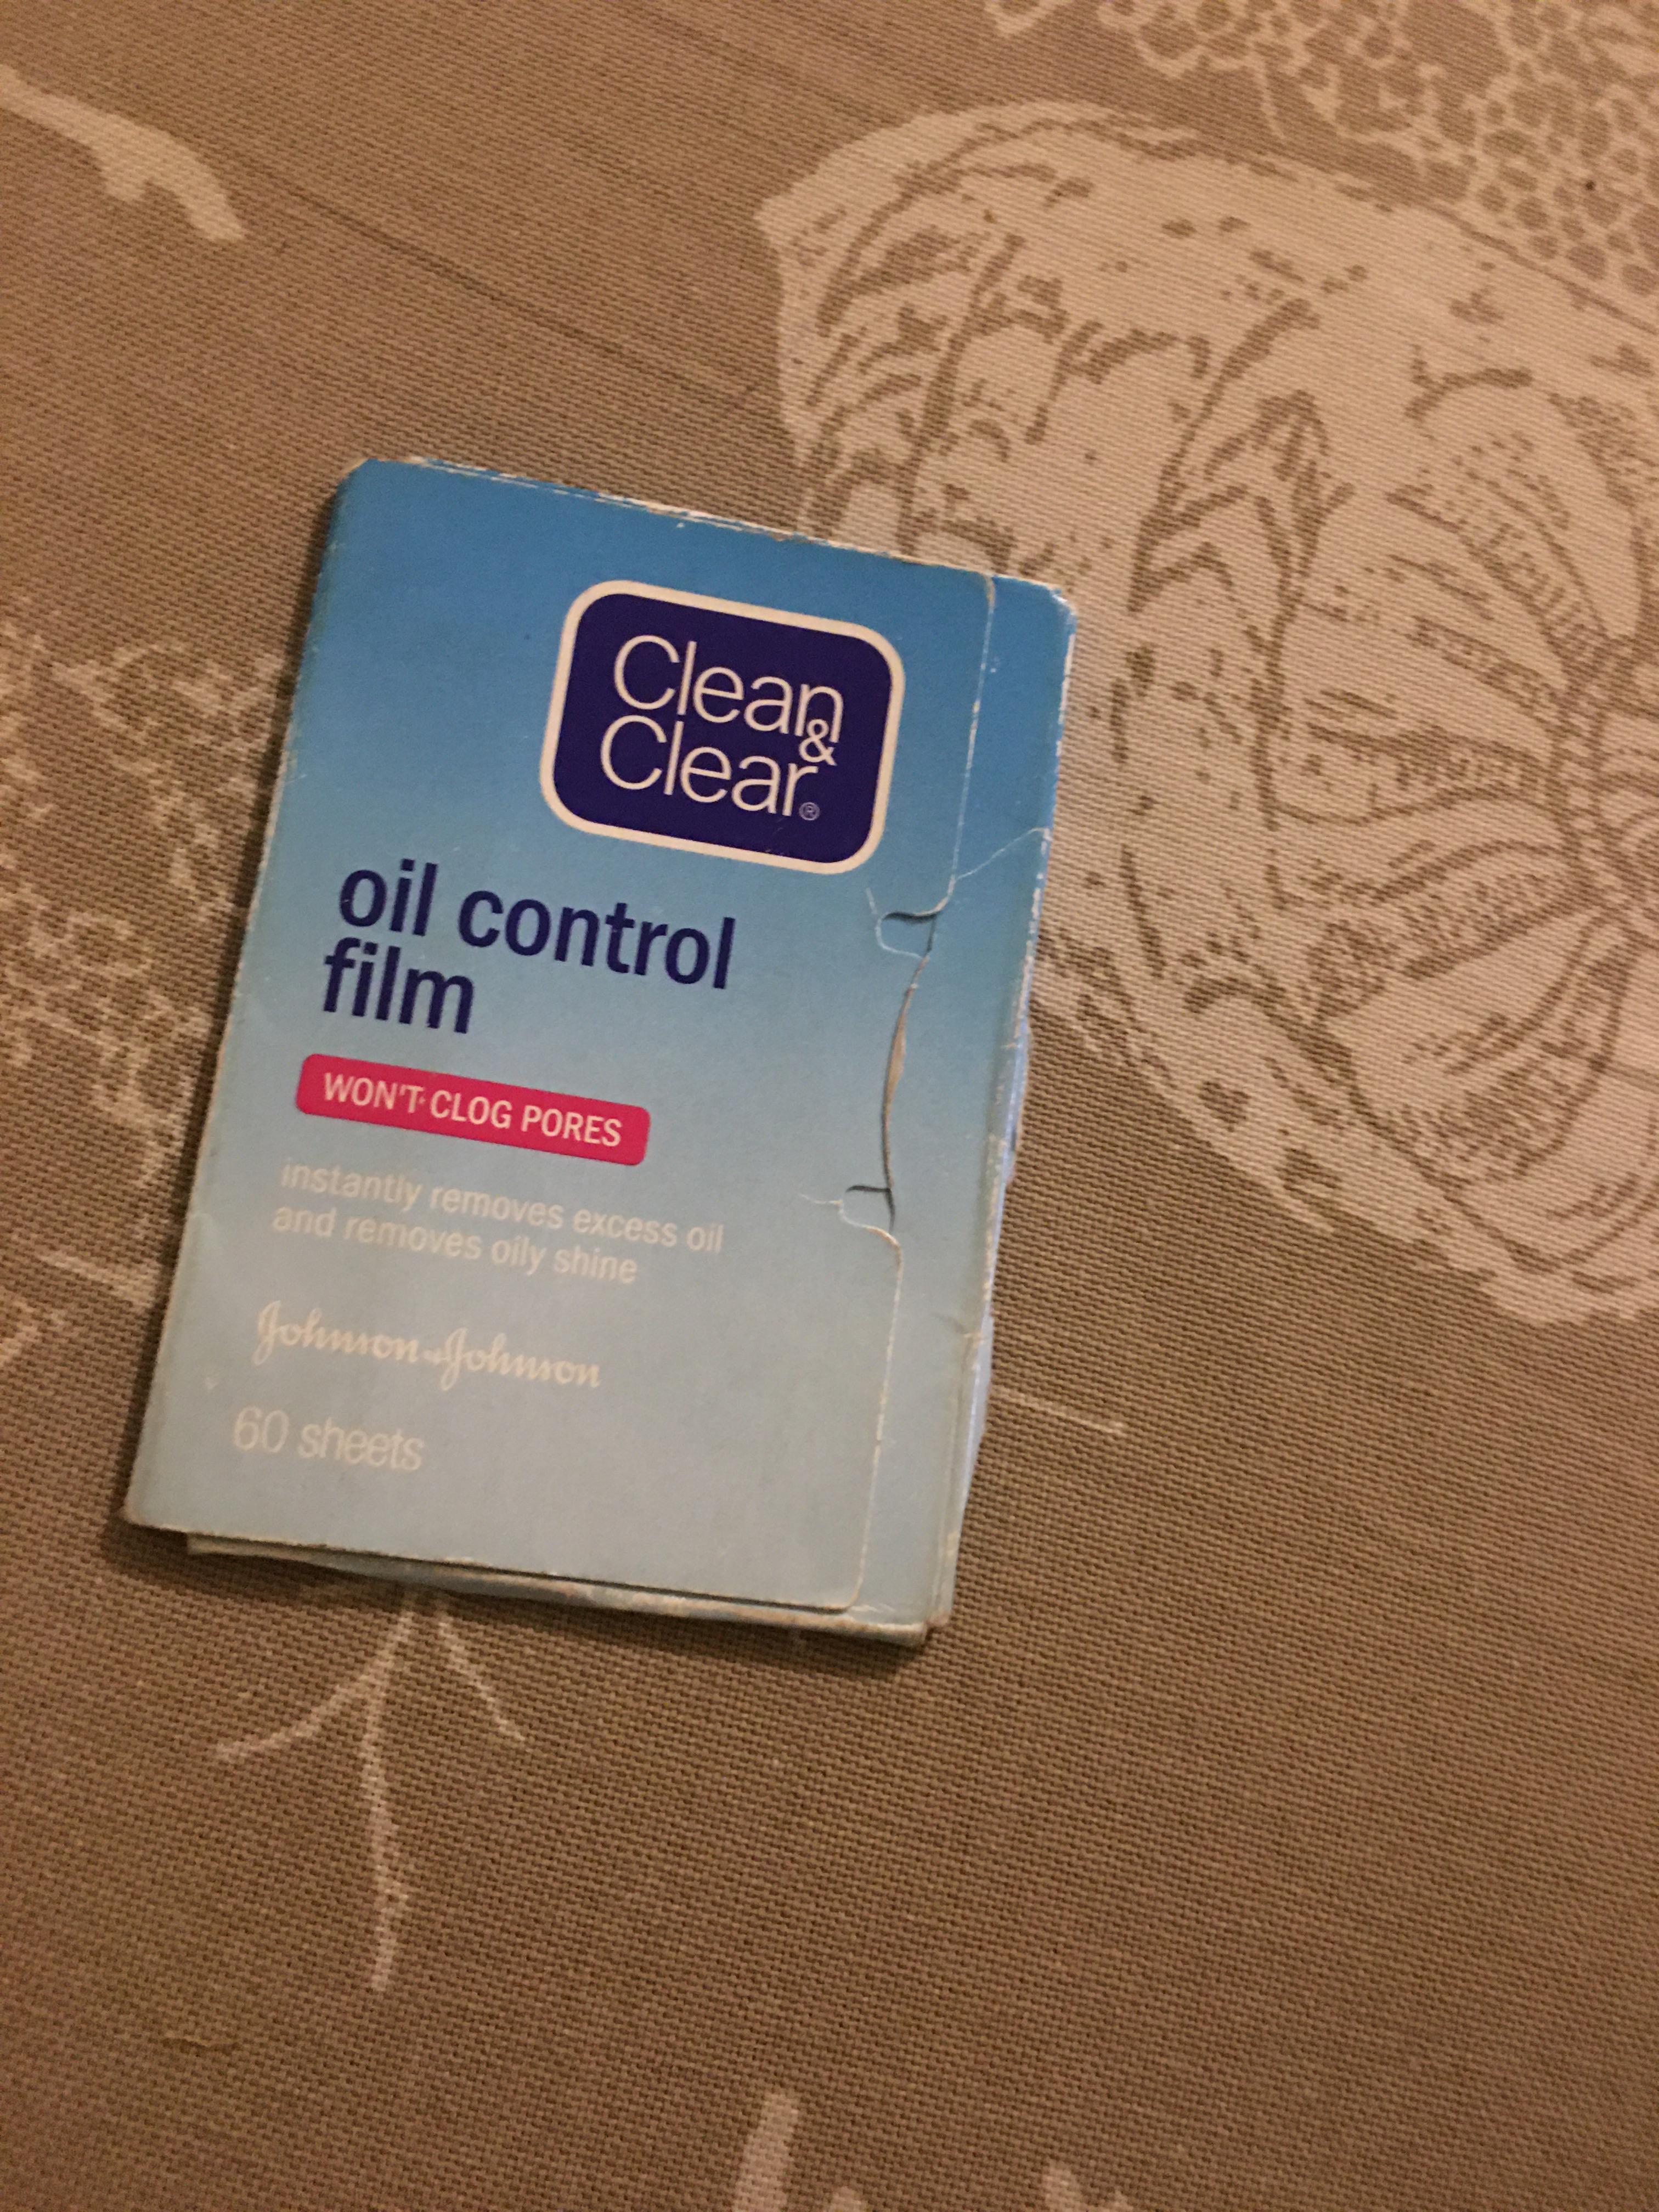 Clean
&
Clear®
oil control
film
WON'T CLOG PORES
instantly removes excess oil
and removes oily shine
Johnson+Johnson
60 sheets